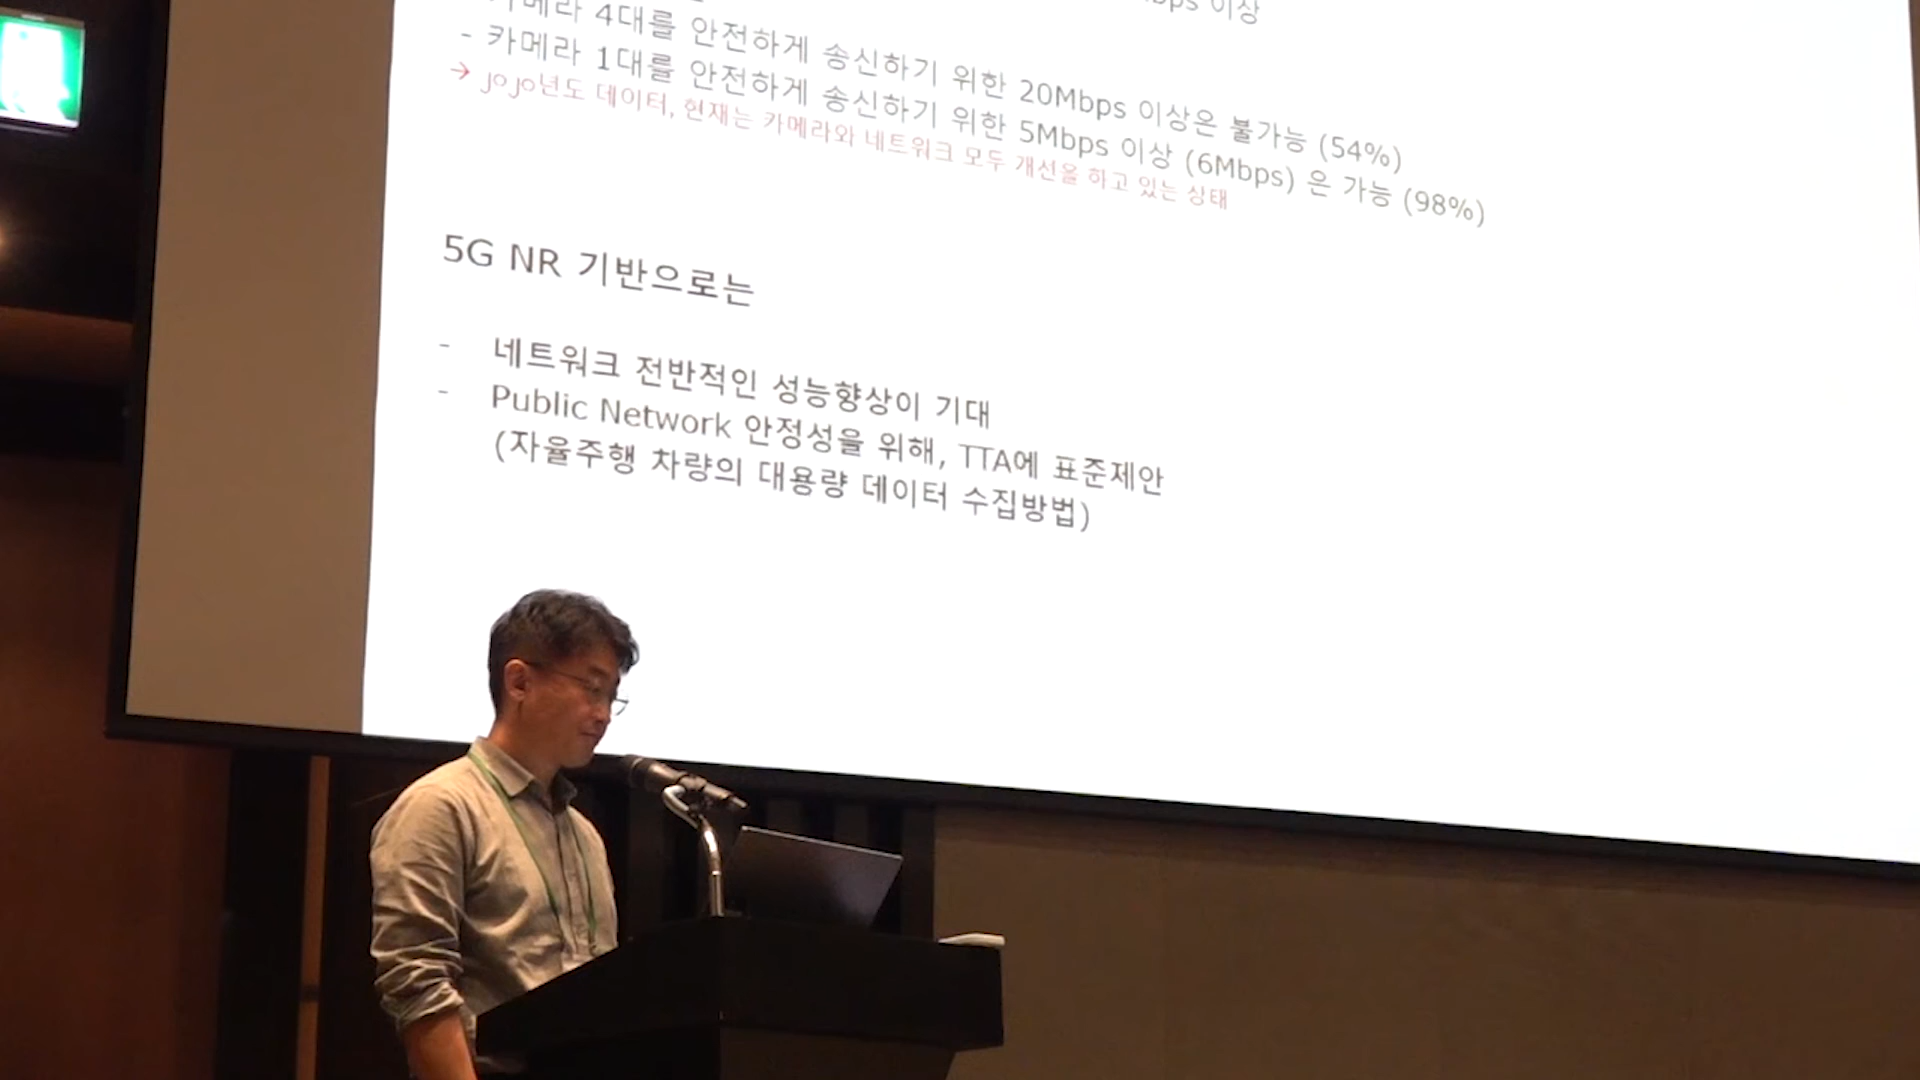 이상
카메라 4대를 안전하게 송신하기 위한 20Mbps 이상은 불가능 (54%)
- 카메라 1대를 안전하게 송신하기 위한 5Mbps 이상 (6Mbps) 은 가능 (98%)
→ 년도 데이터, 현재는 카메라와 네트워크 모두 개선을 하고 있는 상태
5G NR 기반으로는
- 네트워크 전반적인 성능향상이 기대
- Public Network 안정성을 위해, TTA에 표준제안
(자율주행 차량의 대용량 데이터 수집방법)